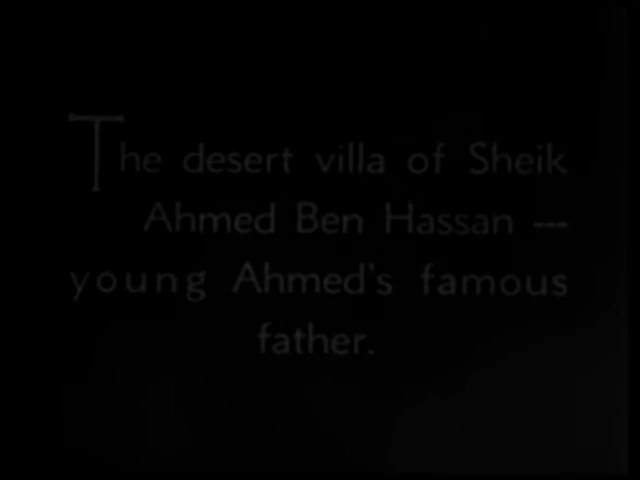 The desert villa of Sheik
Ahmed Ben Hassan —
young Ahmed's famous
father.